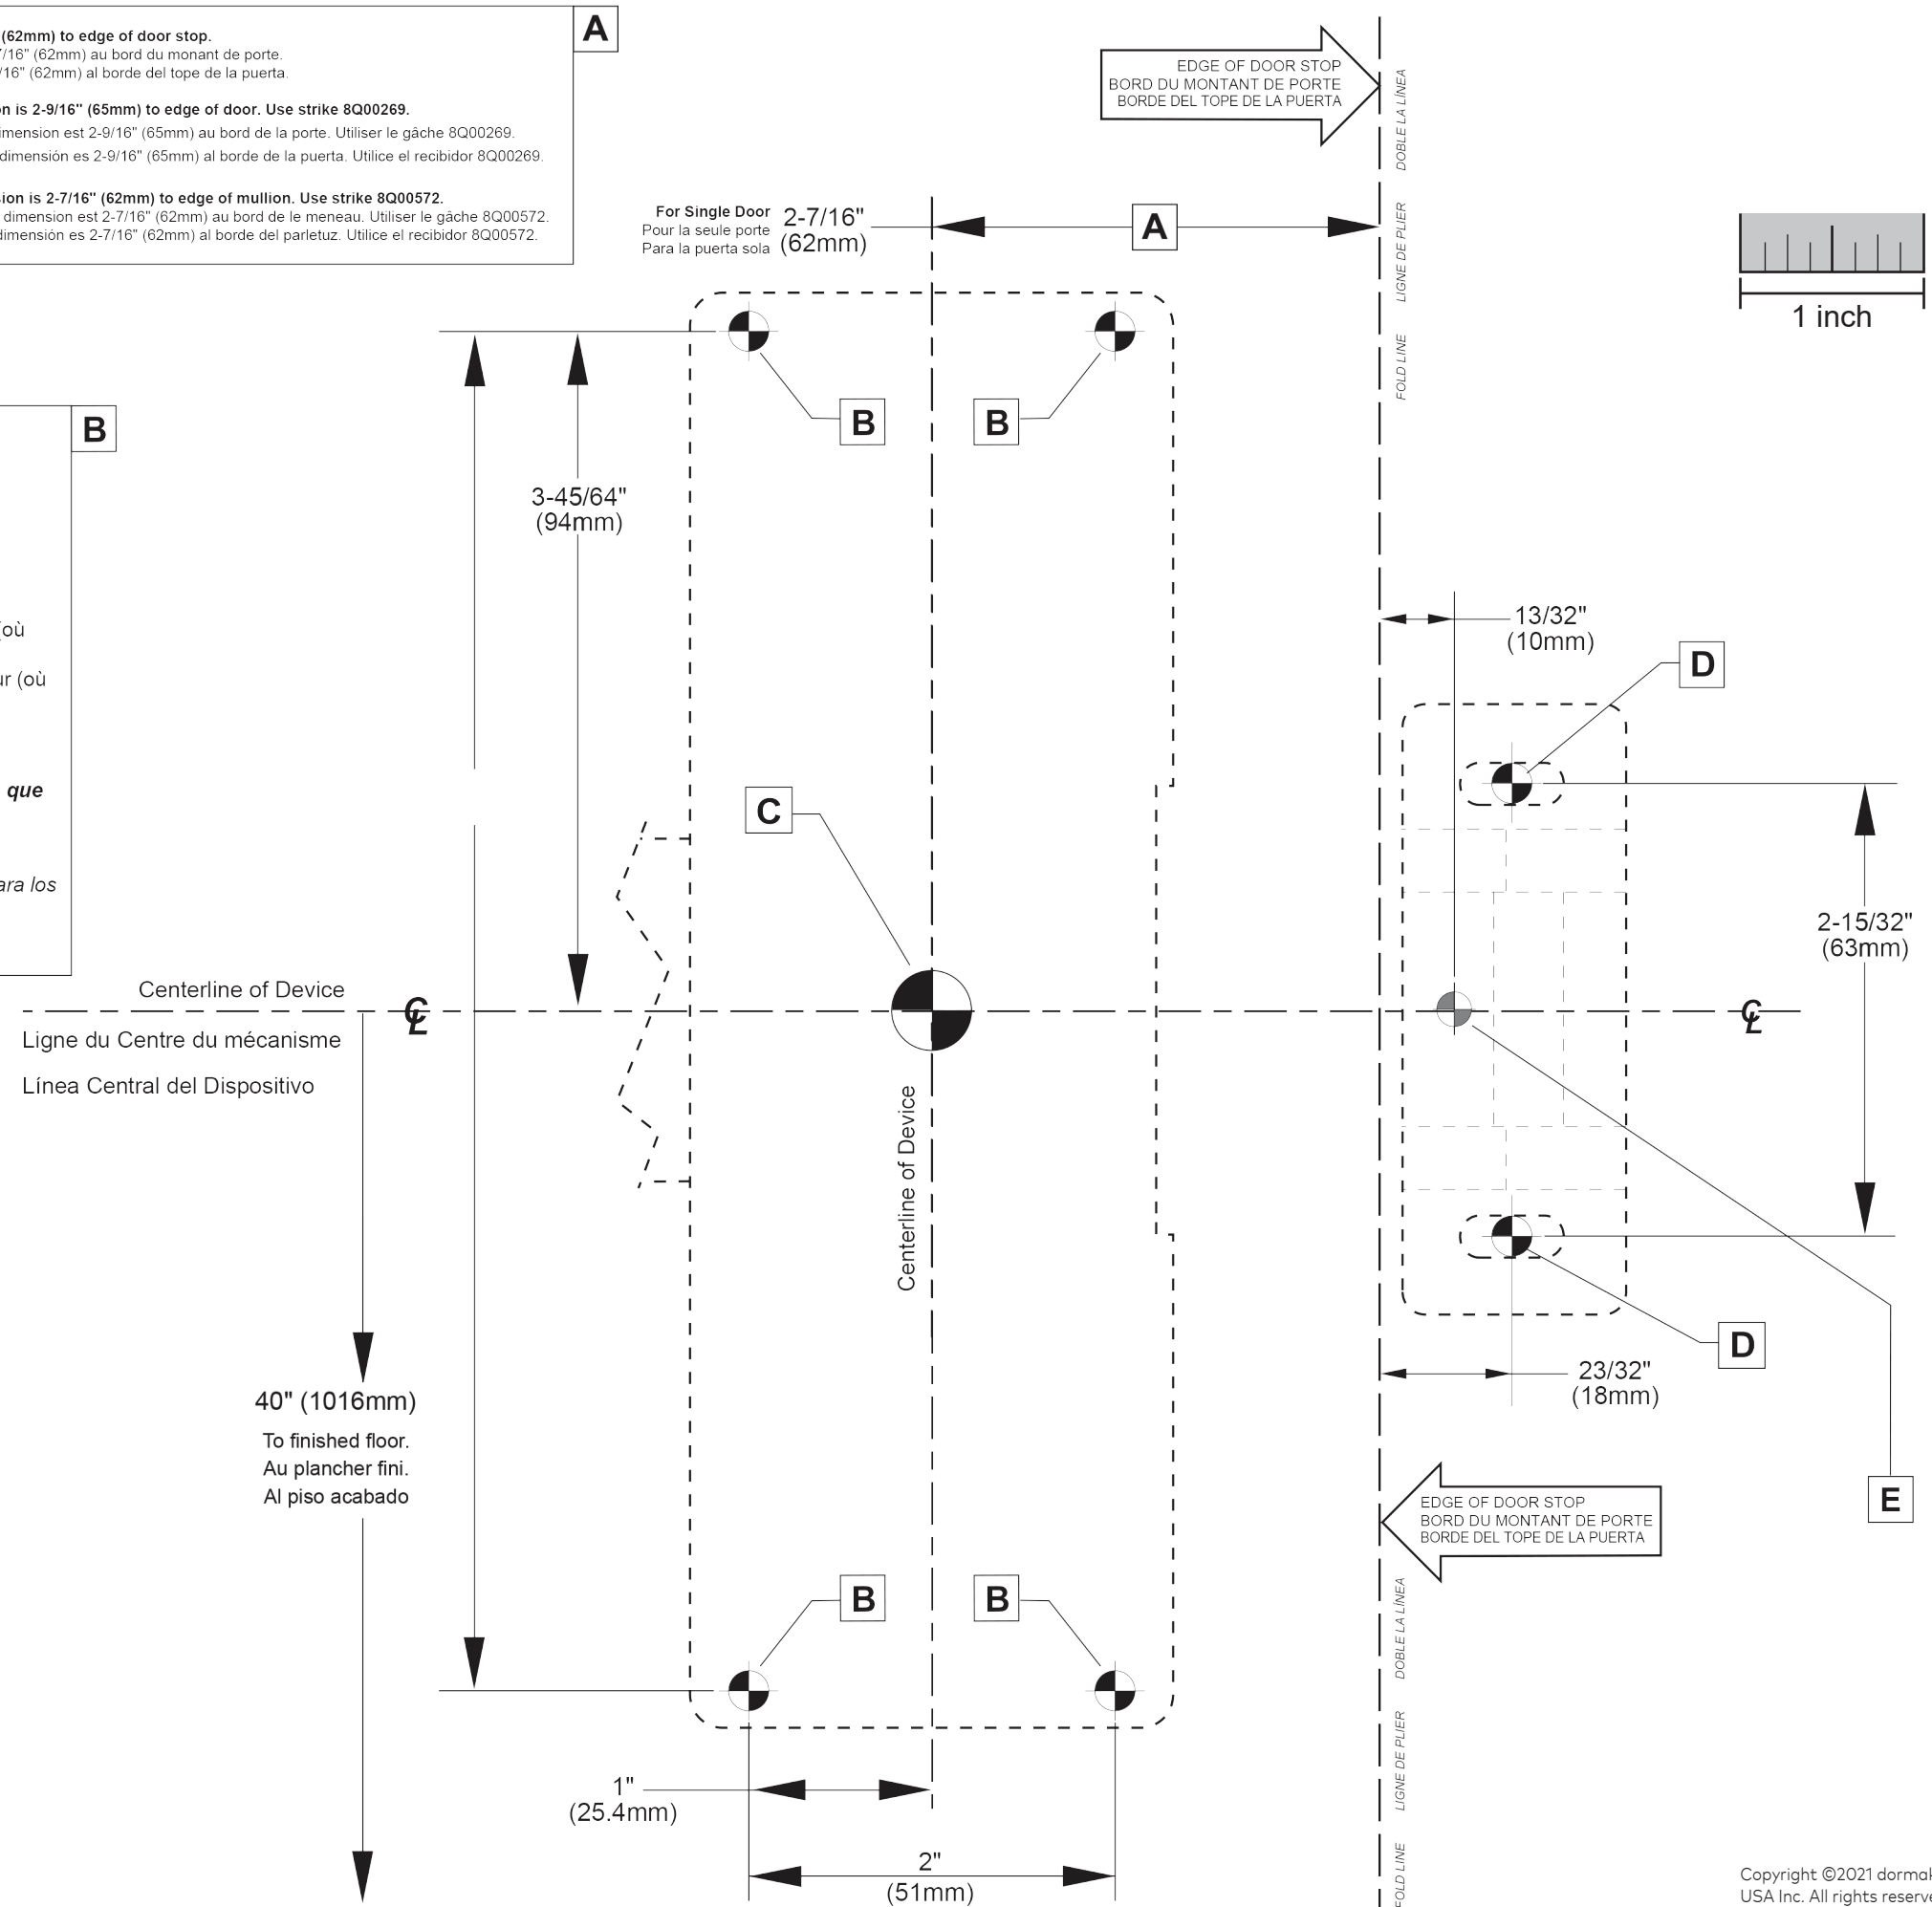 (62mm) to edge of door stop.
7/16" (62mm) au bord du monant de porte.
/16" (62mm) al borde del tope de la puerta.
is 2-9/16" (65mm) to edge of door. Use strike 8Q00269.
dimension est 2-9/16" (65mm) au bord de la porte. Utiliser le gâche 8Q00269.
dimensión es 2-9/16" (65mm) al borde de la puerta. Utilice el recibidor 8Q00269.
is 2-7/16" (62mm) to edge of mullion. Use strike 8Q00572.
dimension est 2-7/16" (62mm) au bord de le meneau. Utiliser le gâche 8Q00572.
dimensión es 2-7/16" (62mm) al borde del parletuz. Utilice el recibidor 8Q00572.
A
EDGE OF DOOR STOP
BORD DU MONTANT DE PORTE
BORDE DEL TOPE DE LA PUERTA
FOLD LINE LIGNE DE PLIER DOBLE LA LÍNEA
For Single Door
Pour la seule porte
Para la puerta sola
2-7/16"
(62mm)
A
1 inch
B
B
B
3-45/64"
(94mm)
(où
(où
que
los
13/32"
(10mm)
D
C
2-15/32"
(63mm)
Centerline of Device
Ligne du Centre du mécanisme
Línea Central del Dispositivo
CL
CL
Centerline of Device
D
23/32"
(18mm)
40" (1016mm)
To finished floor.
Au plancher fini.
Al piso acabado
E
EDGE OF DOOR STOP
BORD DU MONTANT DE PORTE
BORDE DEL TOPE DE LA PUERTA
B
B
FOLD LINE LIGNE DE PLIER DOBLE LA LÍNEA
1"
(25.4mm)
2"
(51mm)
Copyright ©2021
USA Inc. All rights